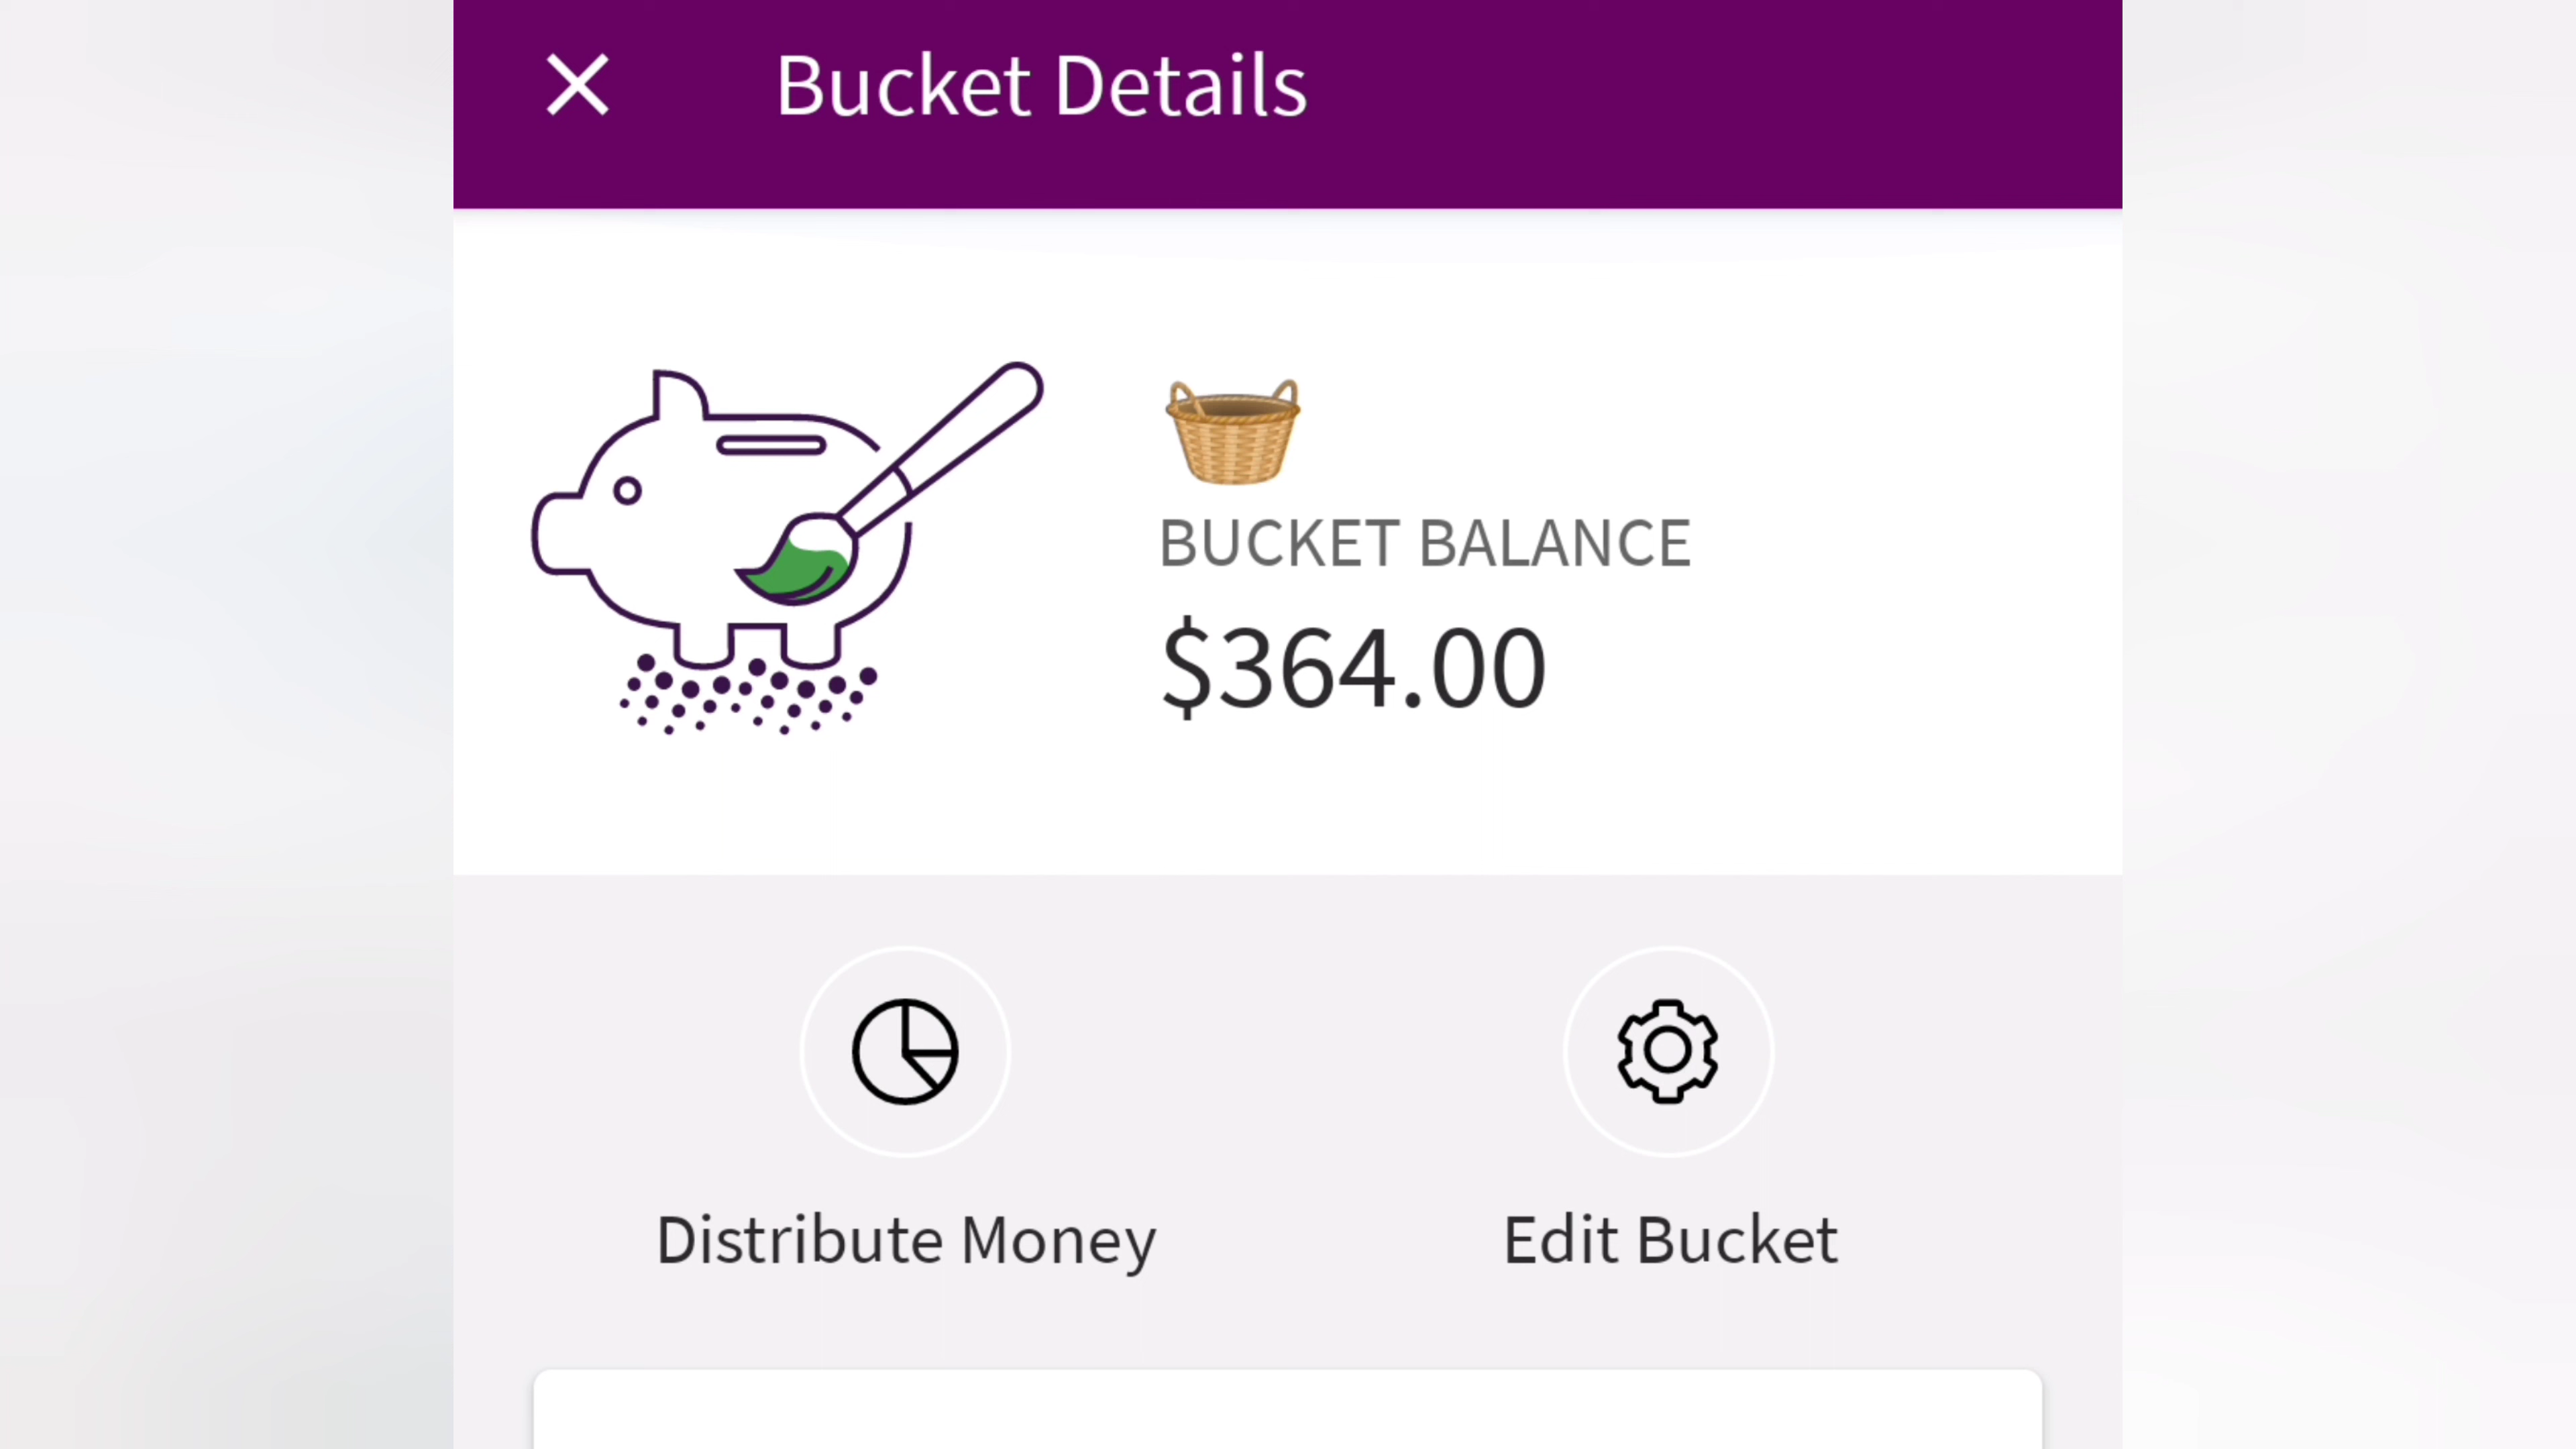 Bucket Details
BUCKET BALANCE
$364.00
Distribute Money
Edit Bucket